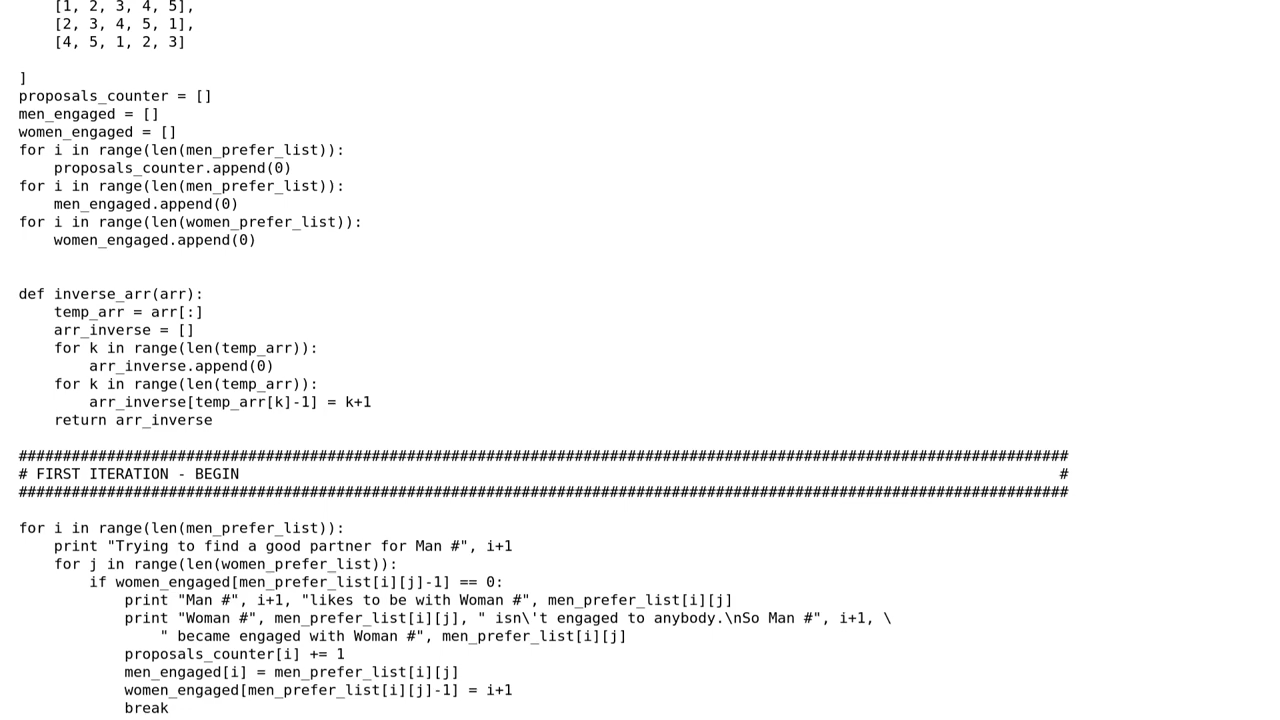 [1, 2, 3, 4, 5],
[2, 3, 4, 5, 1],
[4, 5, 1, 2, 3]
]
proposals_counter = []
men_engaged = []
women_engaged = []
for i in range(len(men_prefer_list)):
    proposals_counter.append(0)
for i in range(len(men_prefer_list)):
    men_engaged.append(0)
for i in range(len(women_prefer_list)):
    women_engaged.append(0)
def inverse_arr(arr):
    temp_arr = arr[:]
    arr_inverse = []
    for k in range(len(temp_arr)):
        arr_inverse.append(0)
    for k in range(len(temp_arr)):
        arr_inverse[temp_arr[k]-1] = k+1
    return arr_inverse
#######################################################################################################################
# FIRST ITERATION - BEGIN                                                                                             #
#######################################################################################################################
for i in range(len(men_prefer_list)):
    print "Trying to find a good partner for Man #", i+1
    for j in range(len(women_prefer_list)):
        if women_engaged[men_prefer_list[i][j]-1] == 0:
            print "Man #", i+1, "likes to be with Woman #", men_prefer_list[i][j]
            print "Woman #", men_prefer_list[i][j], " isn\'t engaged to anybody.\nSo Man #", i+1, \
                " became engaged with Woman #", men_prefer_list[i][j]
            proposals_counter[i] += 1
            men_engaged[i] = men_prefer_list[i][j]
            women_engaged[men_prefer_list[i][j]-1] = i+1
            break